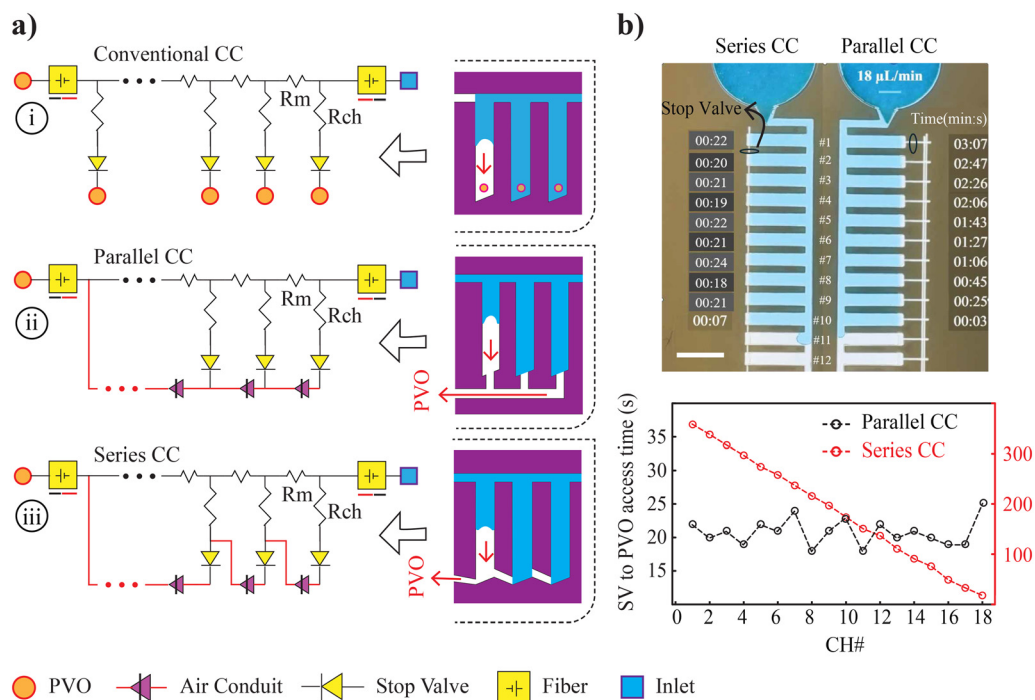 a)
Conventional CC
Rm
Rch
i
Parallel CC
Rm
Rch
ii
PVO
Series CC
Rm
Rch
iii
PVO
PVO
Air Conduit
Stop Valve
Fiber
Inlet
b)
Series CC Parallel CC
18 µL/min
Stop Valve
Time(min:s)
00:22 #1 03:07
00:20 #2 02:47
00:21 #3 02:26
00:19 #4 02:06
00:22 #5 01:43
00:21 #6 01:27
00:24 #7 01:06
00:18 #8 00:45
00:21 #9 00:25
00:07 #10 00:03
#11
#12
SV to PVO access time (s)
Parallel CC
Series CC
35
30
25
20
15
300
200
100
0 2 4 6 8 10 12 14 16 18
CH#